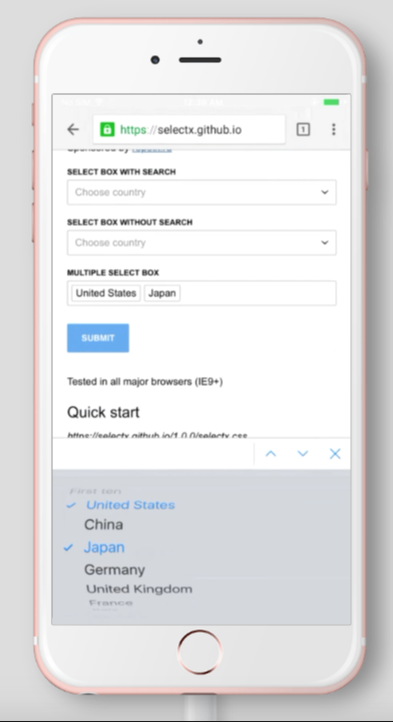 https://selectx.github.io
1
Sponsored by
SELECT BOX WITH SEARCH
Choose country
SELECT BOX WITHOUT SEARCH
Choose country
MULTIPLE SELECT BOX
United States Japan
SUBMIT
Tested in all major browsers (IE9+)
Quick start
https://selectx.github.io/1.0.0/selectx.css
First ten
United States
China
Japan
Germany
United Kingdom
France